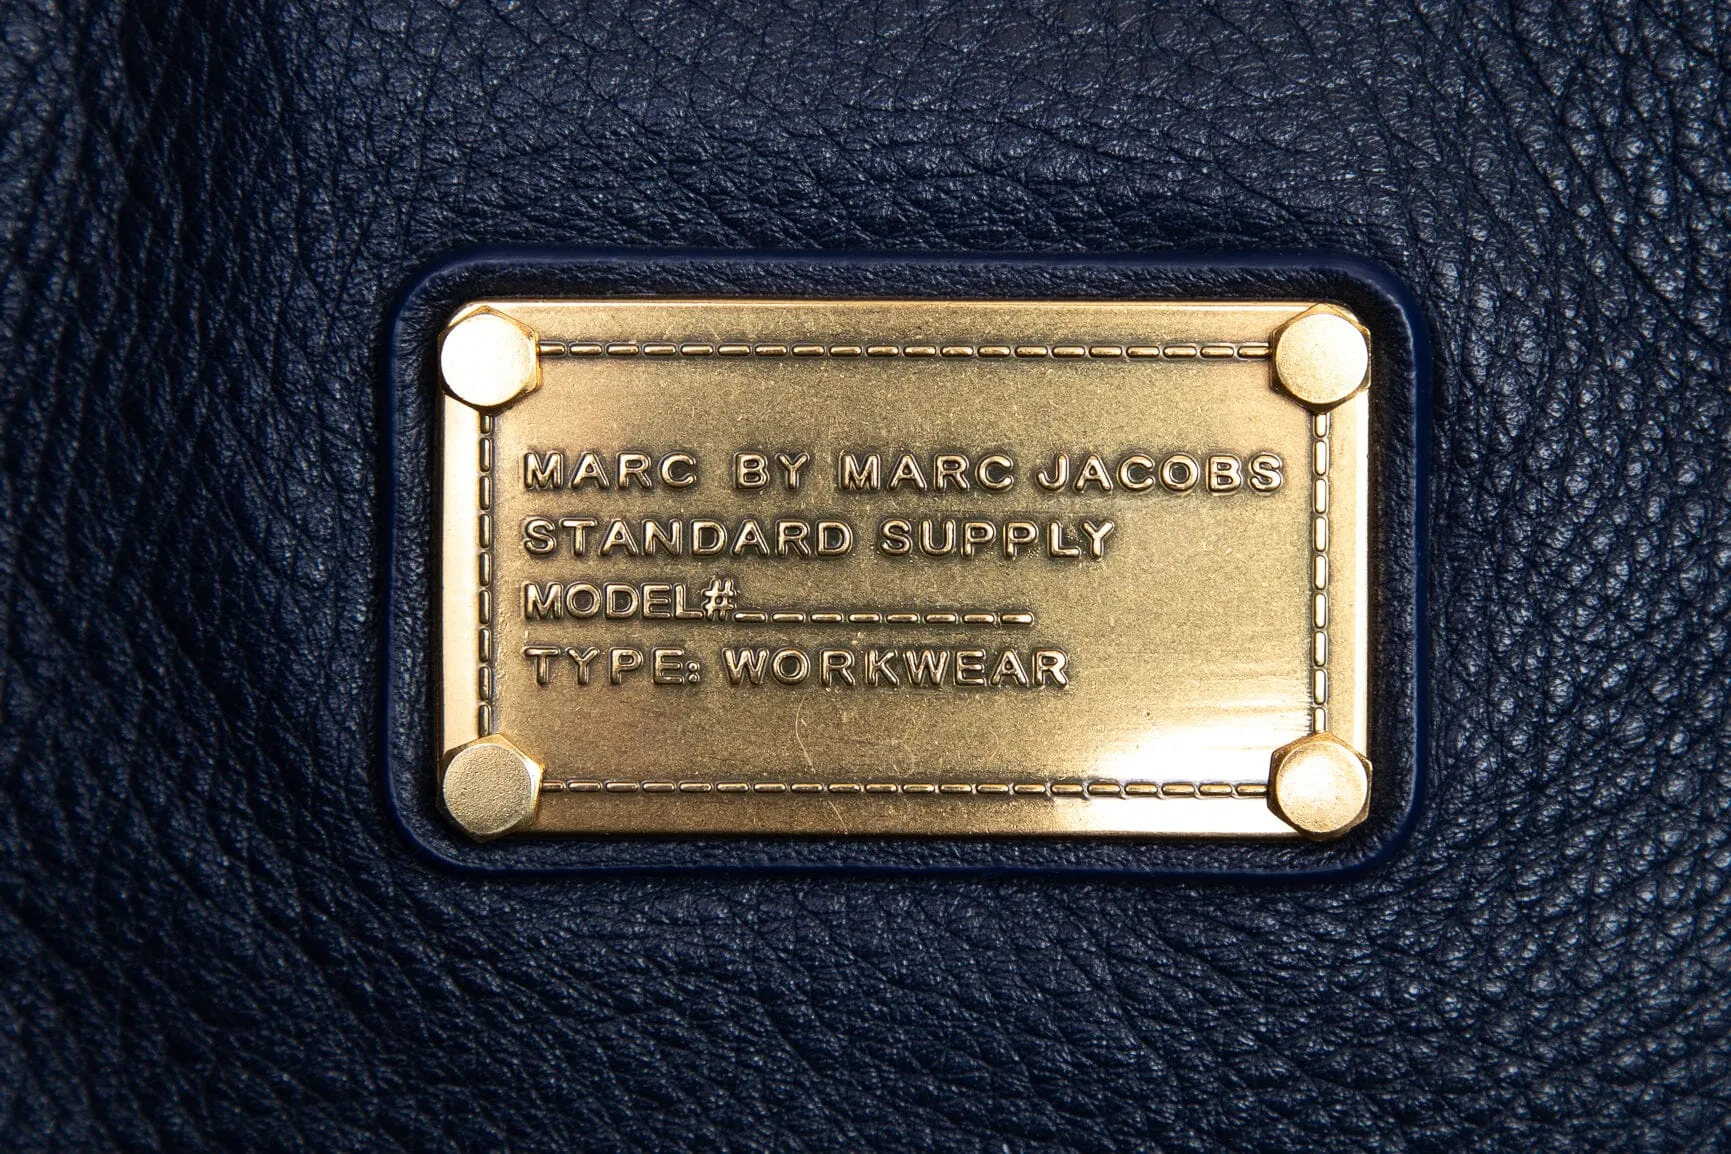 MARC BY MARC JACOBS
STANDARD SUPPLY
MODEL#_________
TYPE: WORKWEAR